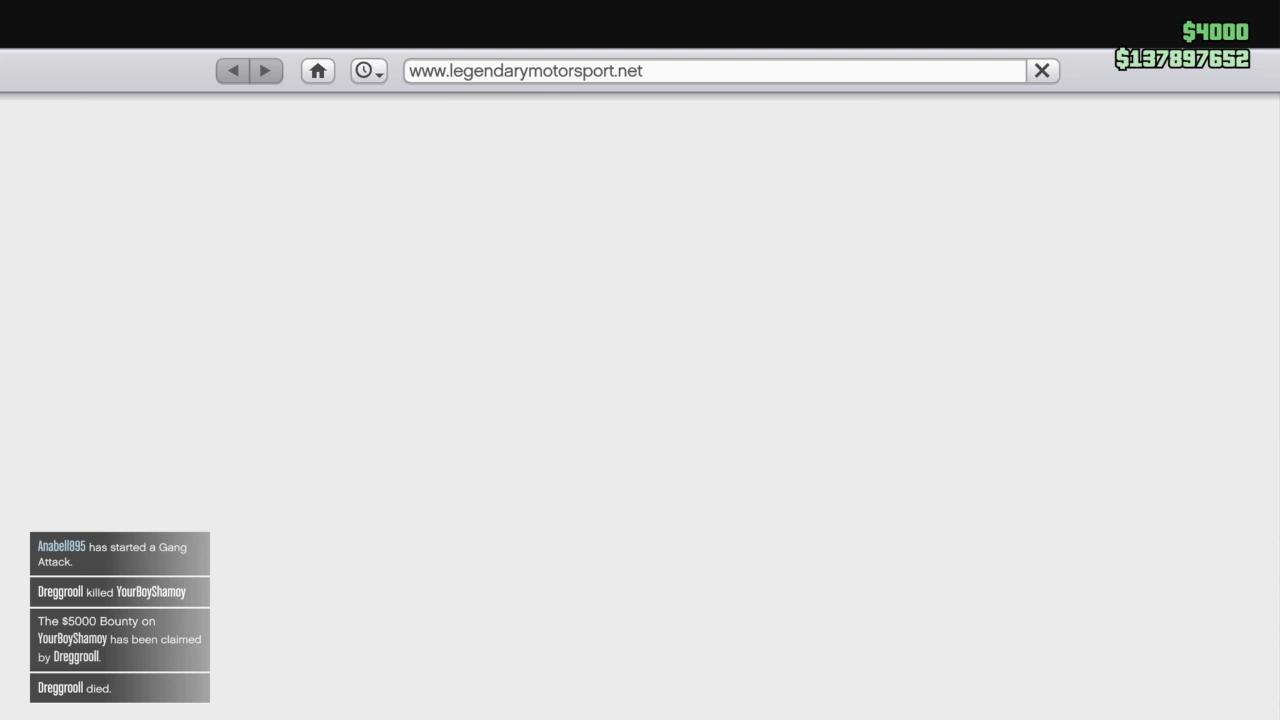 $4000
www.legendarymotorsport.net
$137897652
Anabell895 has started a Gang
Attack.
Dreggrooll killed YourBoyShamoy
The $5000 Bounty on
YourBoyShamoy has been claimed
by Dreggrooll.
Dreggrooll died.